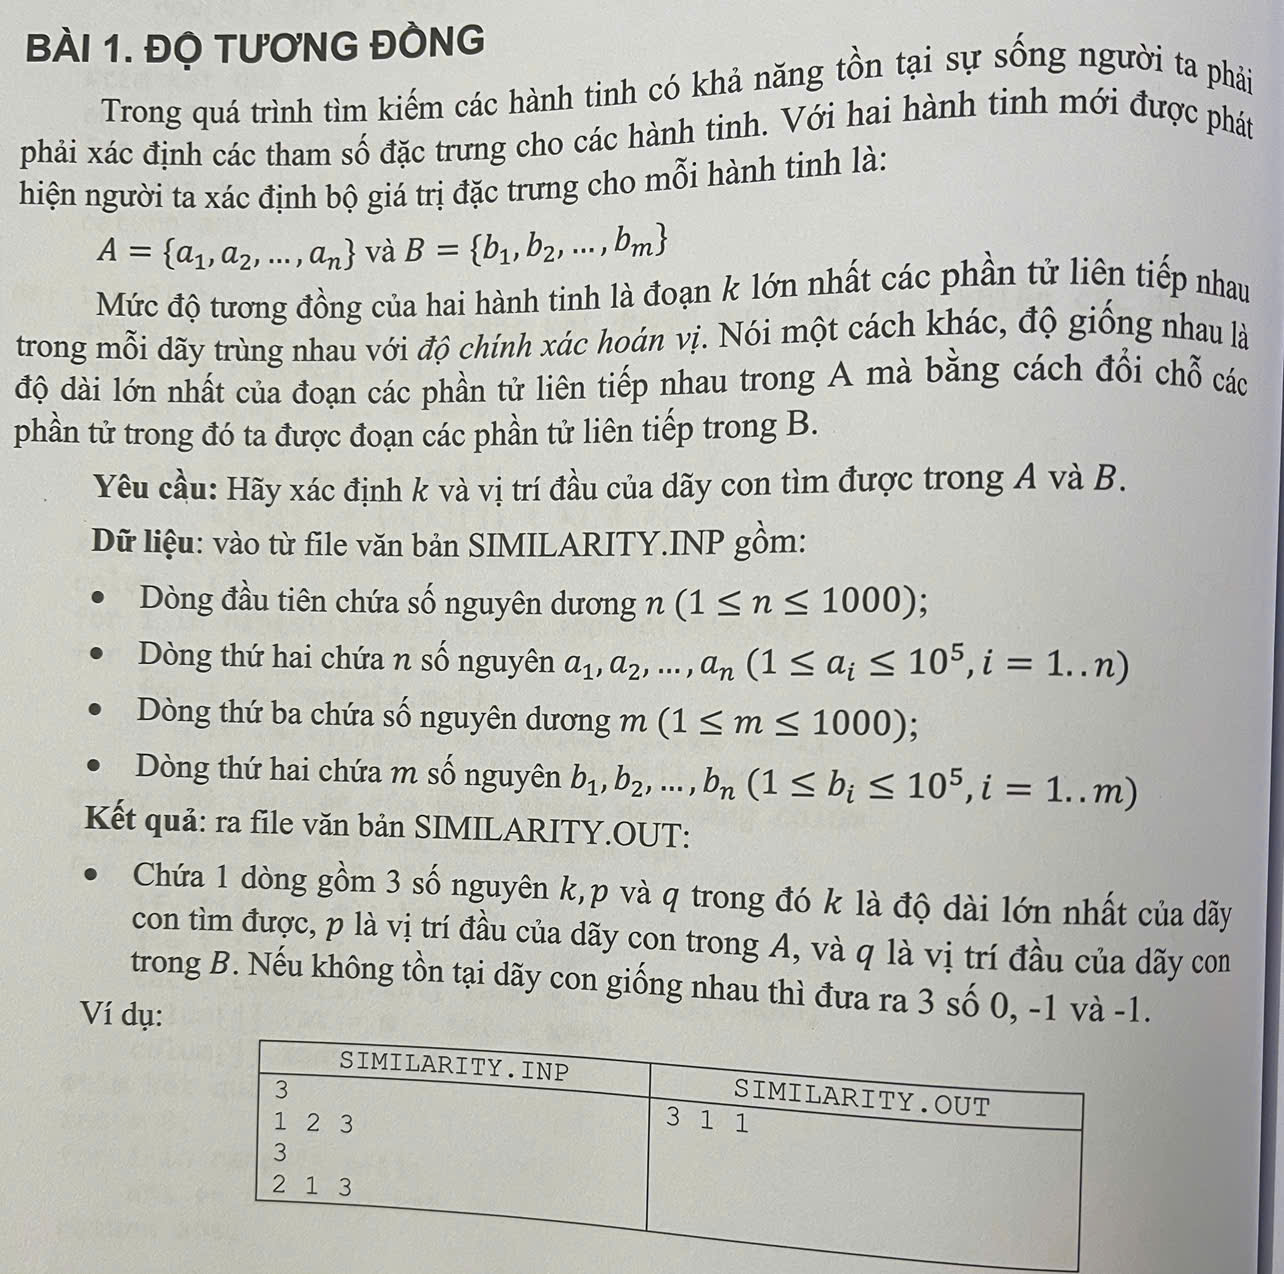 BÀI 1. ĐỘ TƯƠNG ĐỒNG
Trong quá trình tìm kiếm các hành tinh có khả năng tồn tại sự sống người ta phải
phải xác định các tham số đặc trưng cho các hành tinh. Với hai hành tinh mới được phát
hiện người ta xác định bộ giá trị đặc trưng cho mỗi hành tinh là:
A = {a₁, a₂, ..., aₙ} và B = {b₁, b₂, ..., bₘ}
Mức độ tương đồng của hai hành tinh là đoạn k lớn nhất các phần tử liên tiếp nhau
trong mỗi dãy trùng nhau với độ chính xác hoán vị. Nói một cách khác, độ giống nhau là
độ dài lớn nhất của đoạn các phần tử liên tiếp nhau trong A mà bằng cách đổi chỗ các
phần tử trong đó ta được đoạn các phần tử liên tiếp trong B.
Yêu cầu: Hãy xác định k và vị trí đầu của dãy con tìm được trong A và B.
Dữ liệu: vào từ file văn bản SIMILARITY.INP gồm:
• Dòng đầu tiên chứa số nguyên dương n (1 ≤ n ≤ 1000);
• Dòng thứ hai chứa n số nguyên a₁, a₂, ..., aₙ (1 ≤ aᵢ ≤ 10⁵, i = 1..n)
• Dòng thứ ba chứa số nguyên dương m (1 ≤ m ≤ 1000);
• Dòng thứ hai chứa m số nguyên b₁, b₂, ..., bₙ (1 ≤ bᵢ ≤ 10⁵, i = 1..m)
Kết quả: ra file văn bản SIMILARITY.OUT:
• Chứa 1 dòng gồm 3 số nguyên k, p và q trong đó k là độ dài lớn nhất của dãy
con tìm được, p là vị trí đầu của dãy con trong A, và q là vị trí đầu của dãy con
trong B. Nếu không tồn tại dãy con giống nhau thì đưa ra 3 số 0, -1 và -1.
Ví dụ:
SIMILARITY.INP
3
1 2 3
3
2 1 3
SIMILARITY.OUT
3 1 1